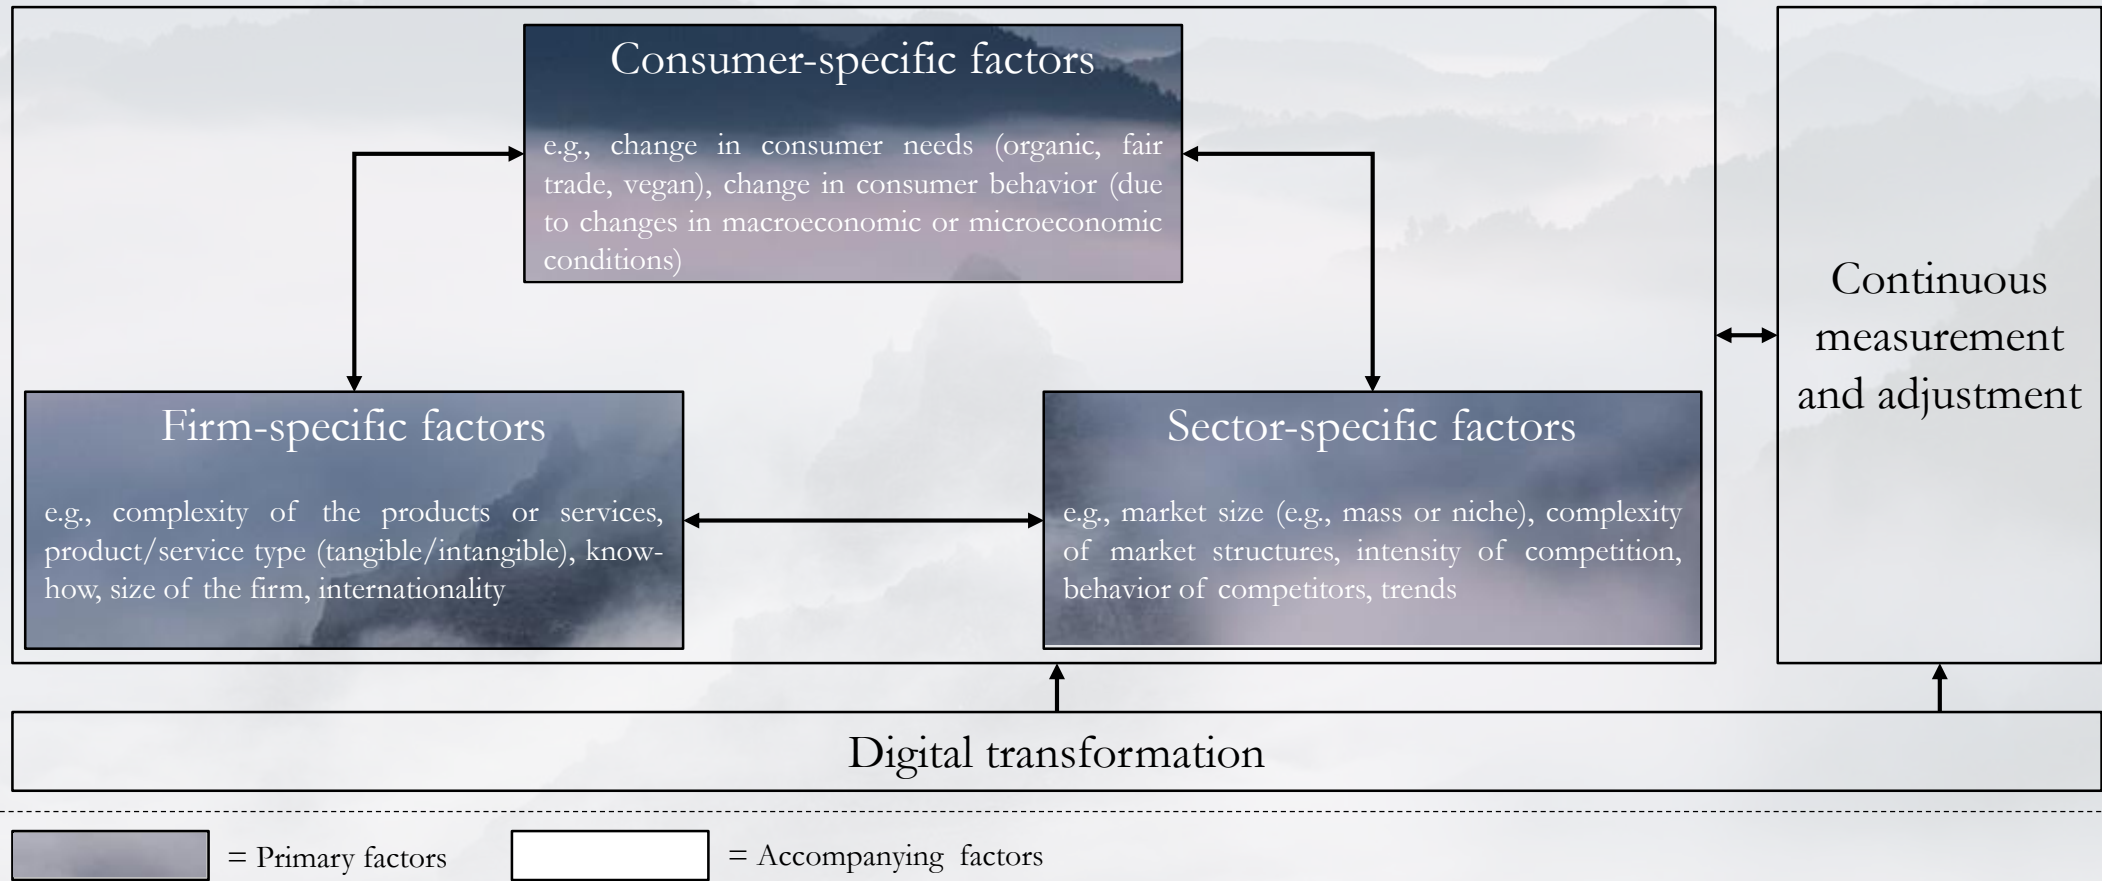 Consumer-specific factors
e.g., change in consumer needs (organic, fair
trade, vegan), change in consumer behavior (due
to changes in macroeconomic or microeconomic
conditions)
Continuous
measurement
and adjustment
Firm-specific factors
e.g., complexity of the products or services,
product/service type (tangible/intangible), know-
how, size of the firm, internationality
Sector-specific factors
e.g., market size (e.g., mass or niche), complexity
of market structures, intensity of competition,
behavior of competitors, trends
Digital transformation
= Primary factors
= Accompanying factors